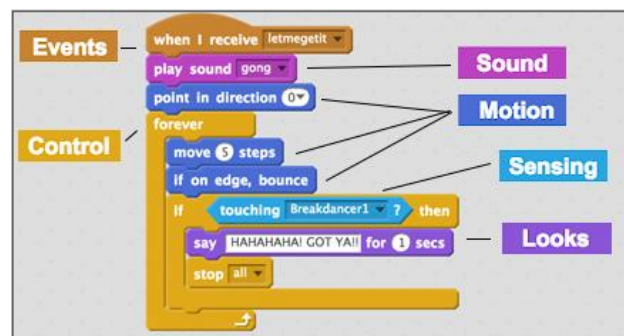 Events
when I receive letmegetit
play sound gong
Sound
point in direction 0
Motion
Control
forever
move 5 steps
if on edge, bounce
Sensing
if touching Breakdancer1 ? then
say HAHAHAHA! GOT YA!! for 1 secs
Looks
stop all